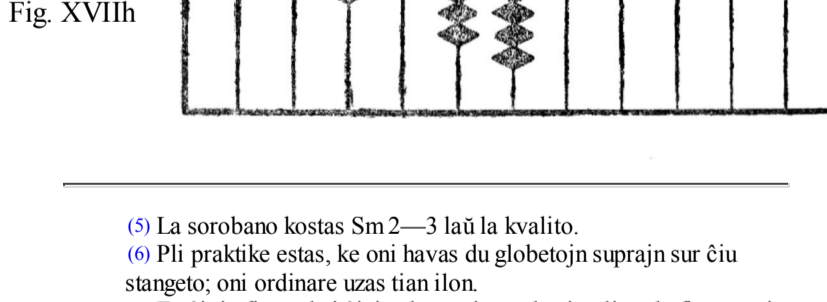 Fig. XVIIh
(5) La sorobano kostas Sm 2—3 laŭ la kvalito.
(6) Pli praktike estas, ke oni havas du globetojn suprajn sur ĉiu
stangeto; oni ordinare uzas tian ilon.